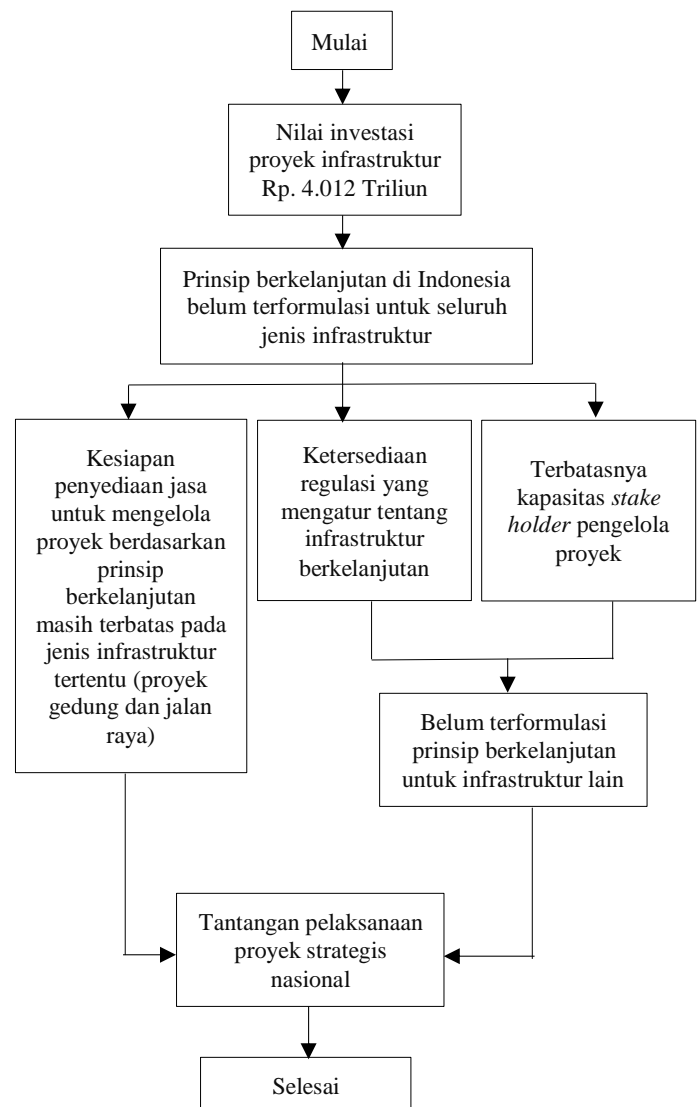 Mulai
Nilai investasi
proyek infrastruktur
Rp. 4.012 Triliun
Prinsip berkelanjutan di Indonesia
belum terformulasi untuk seluruh
jenis infrastruktur
Kesiapan
penyediaan jasa
untuk mengelola
proyek berdasarkan
prinsip
berkelanjutan
masih terbatas pada
jenis infrastruktur
tertentu (proyek
gedung dan jalan
raya)
Ketersediaan
regulasi yang
mengatur tentang
infrastruktur
berkelanjutan
Terbatasnya
kapasitas stake
holder pengelola
proyek
Belum terformulasi
prinsip berkelanjutan
untuk infrastruktur lain
Tantangan pelaksanaan
proyek strategis
nasional
Selesai